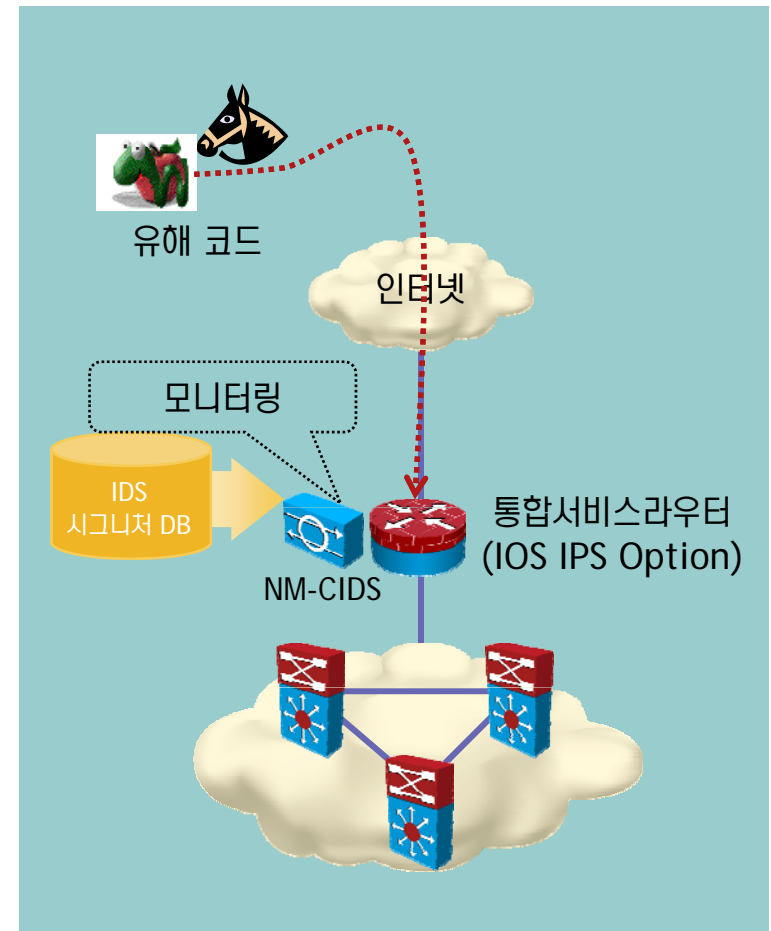 유해 코드
인터넷
모니터링
IDS
시그니처 DB
NM-CIDS
통합서비스라우터
(IOS IPS Option)